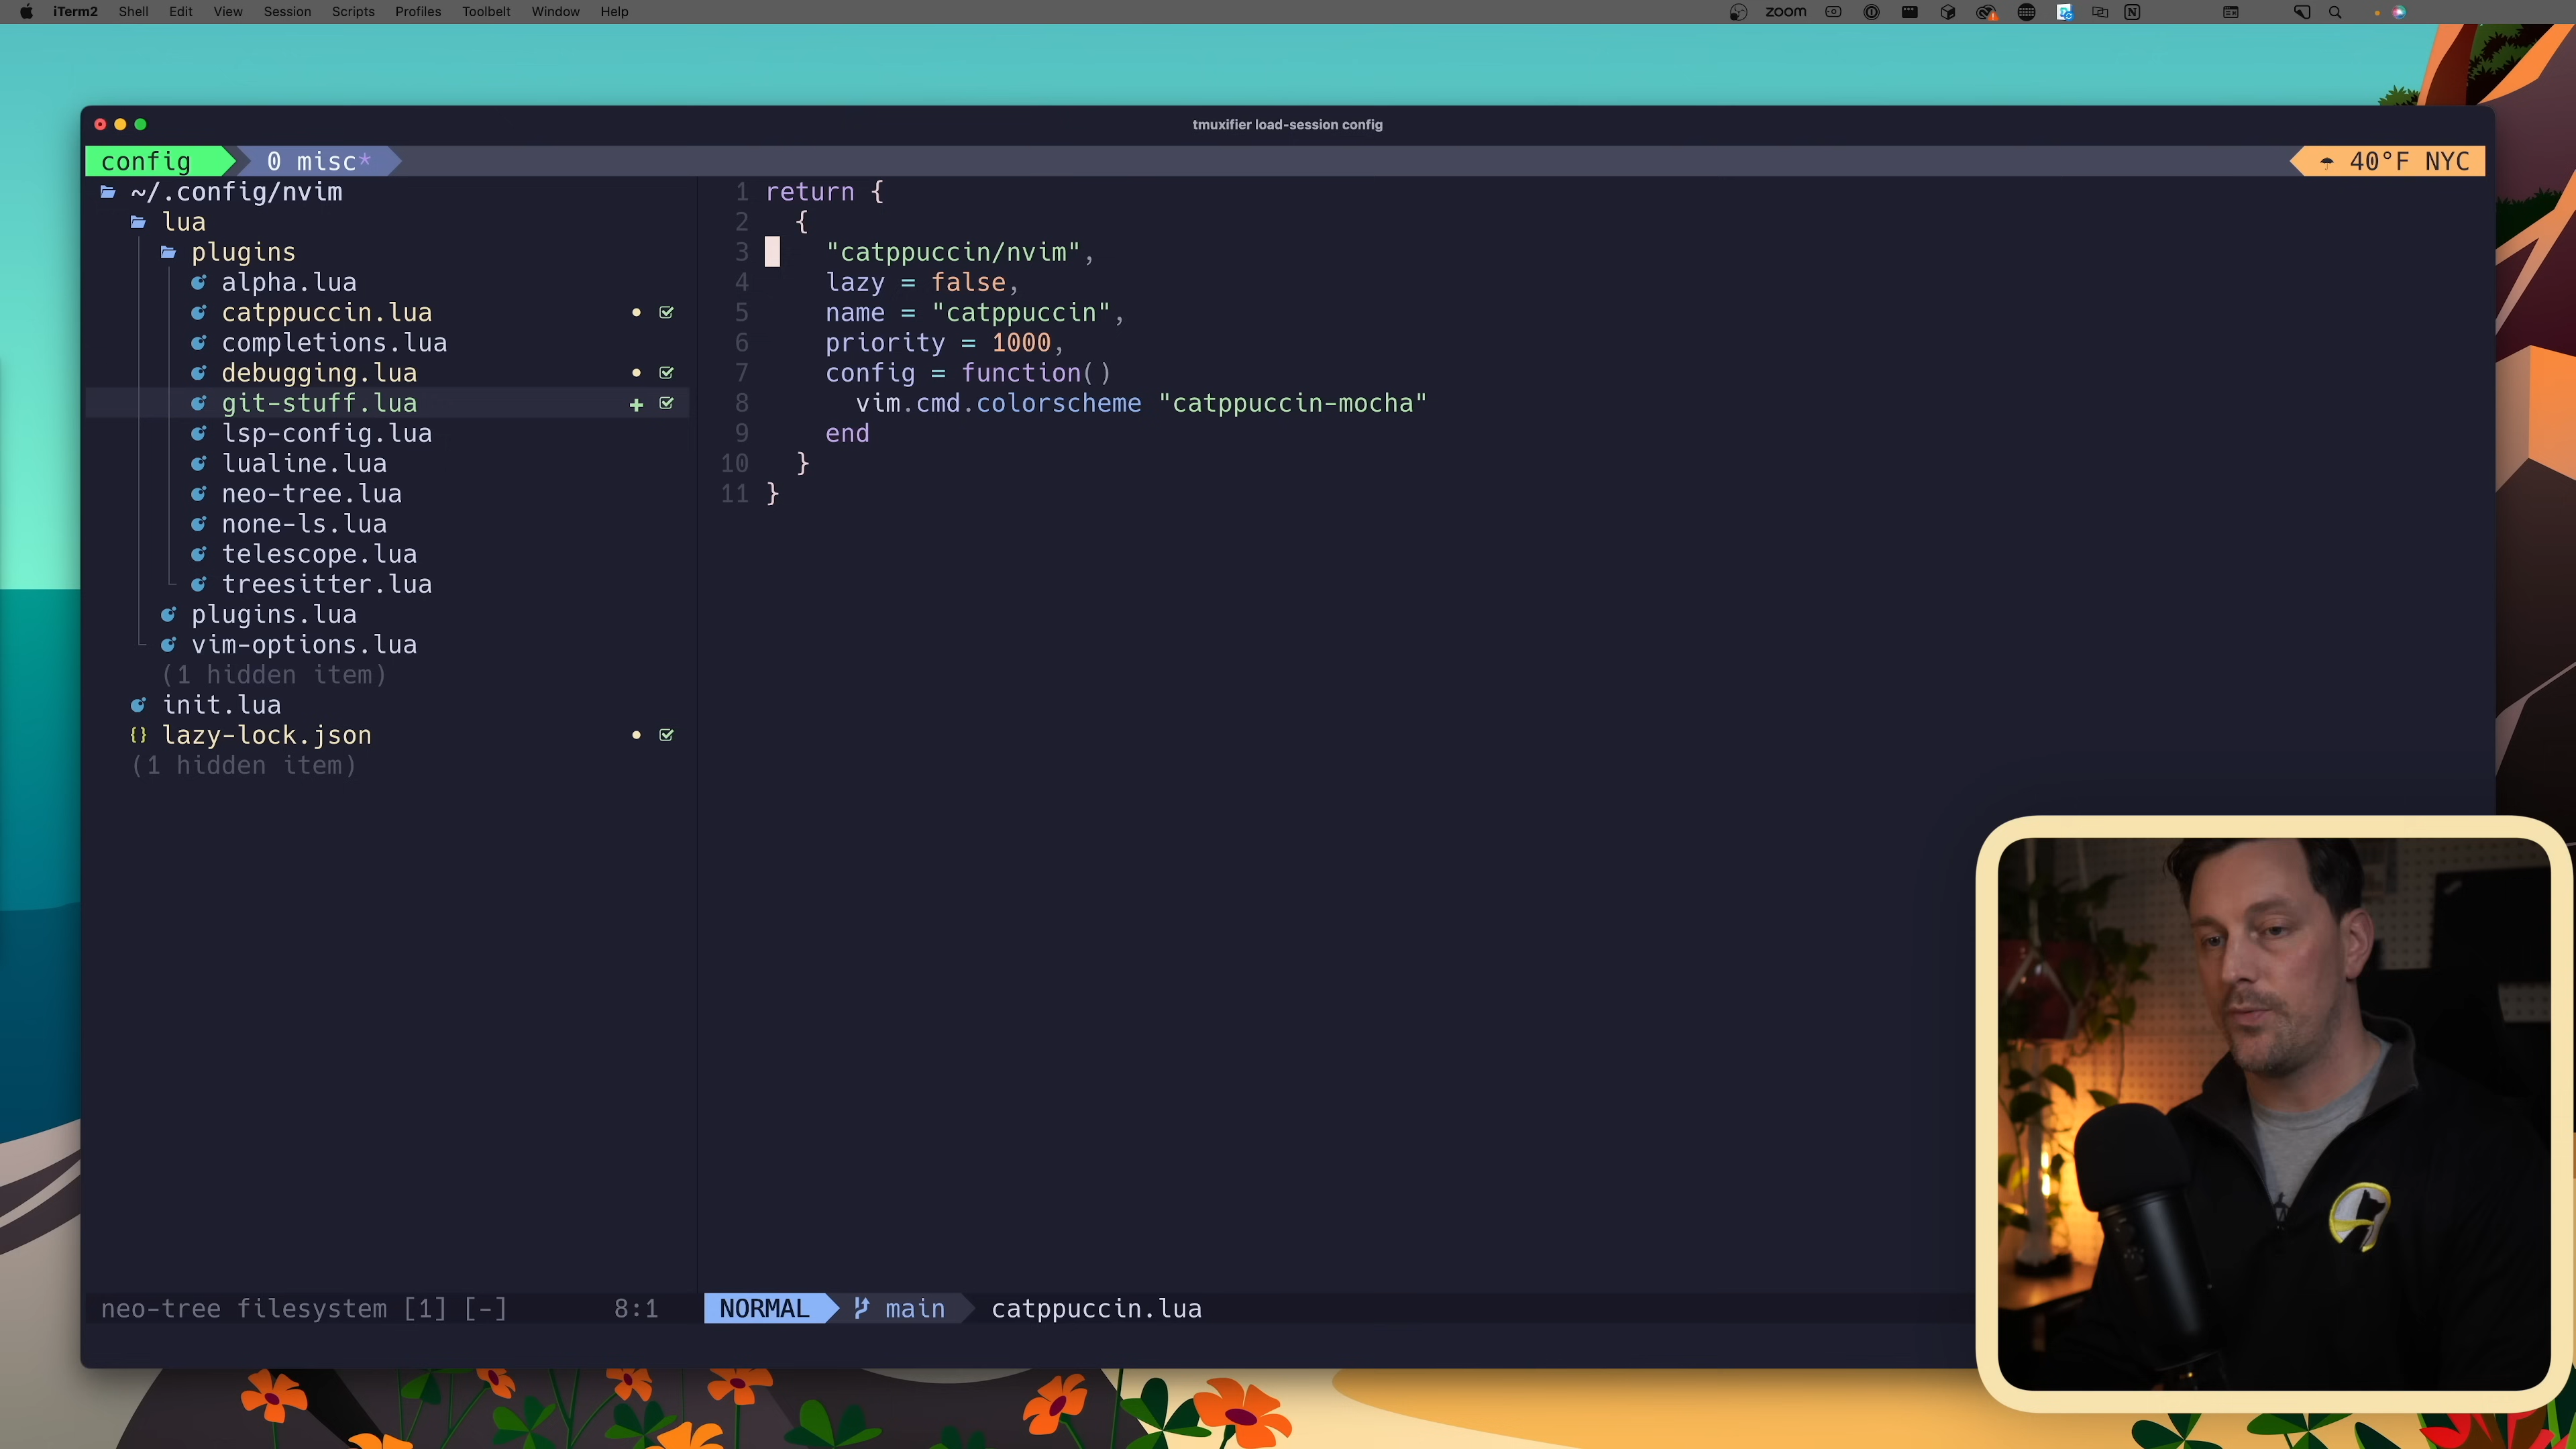 iTerm2 Shell Edit View Session Scripts Profiles Toolbelt Window Help zoom
tmuxifier load-session config
config 0 misc* 40°F NYC
~/.config/nvim
lua
plugins
alpha.lua
catppuccin.lua
completions.lua
debugging.lua
git-stuff.lua
lsp-config.lua
lualine.lua
neo-tree.lua
none-ls.lua
telescope.lua
treesitter.lua
plugins.lua
vim-options.lua
(1 hidden item)
init.lua
{} lazy-lock.json
(1 hidden item)
1 return {
2 {
3 "catppuccin/nvim",
4 lazy = false,
5 name = "catppuccin",
6 priority = 1000,
7 config = function()
8 vim.cmd.colorscheme "catppuccin-mocha"
9 end
10 }
11 }
neo-tree filesystem [1] [-] 8:1
NORMAL main catppuccin.lua